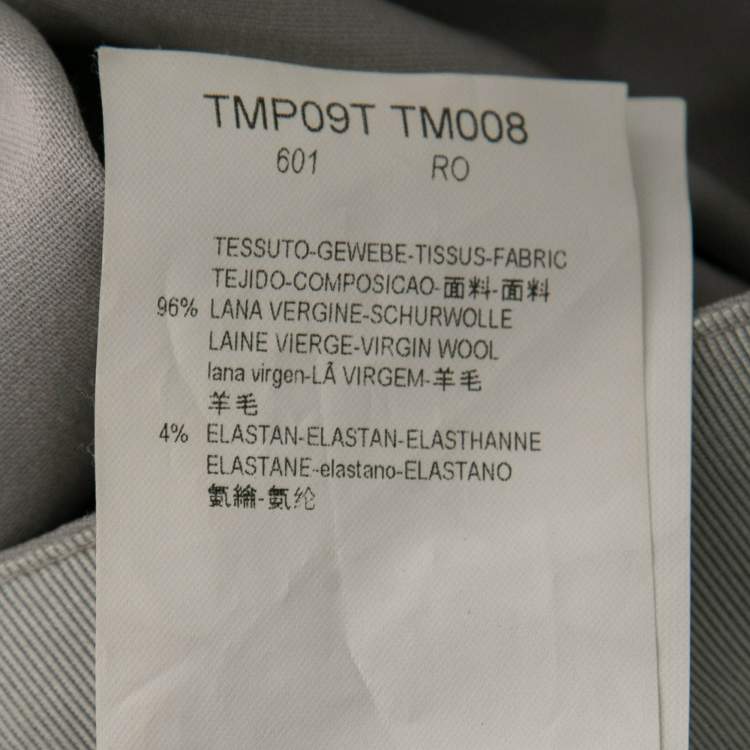 TMP09T TM008
601 RO
TESSUTO-GEWEBE-TISSUS-FABRIC
TEJIDO-COMPOSICAO-面料-面料
96% LANA VERGINE-SCHURWOLLE
LAINE VIERGE-VIRGIN WOOL
lana virgen-LÃ VIRGEM-羊毛
羊毛
4% ELASTAN-ELASTAN-ELASTHANNE
ELASTANE-elastano-ELASTANO
氨綸-氨纶